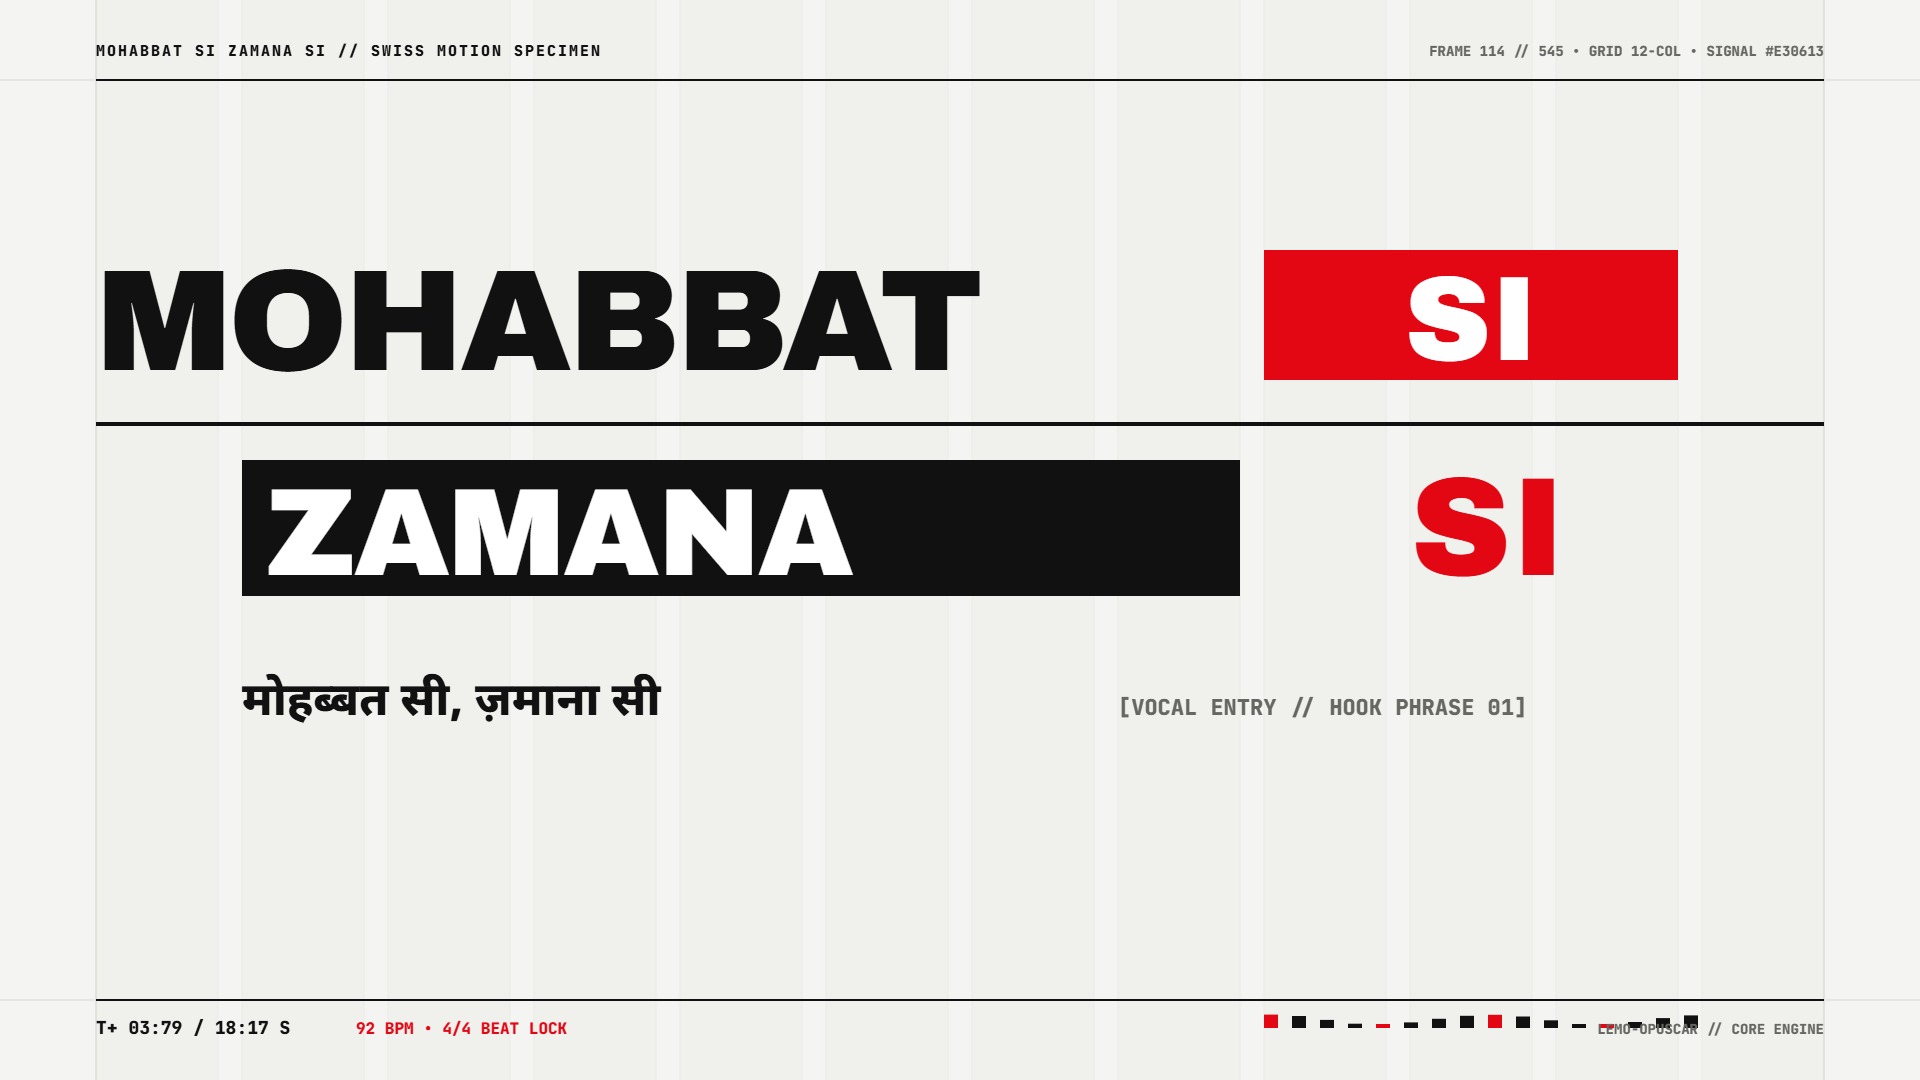 MOHABBAT SI ZAMANA SI // SWISS MOTION SPECIMEN
FRAME 114 // 545 • GRID 12-COL • SIGNAL #E30613
MOHABBAT SI
ZAMANA SI
मोहब्बत सी, ज़माना सी
[VOCAL ENTRY // HOOK PHRASE 01]
T+ 03:79 / 18:17 S
92 BPM • 4/4 BEAT LOCK
LEMO-OPUSCAR // CORE ENGINE